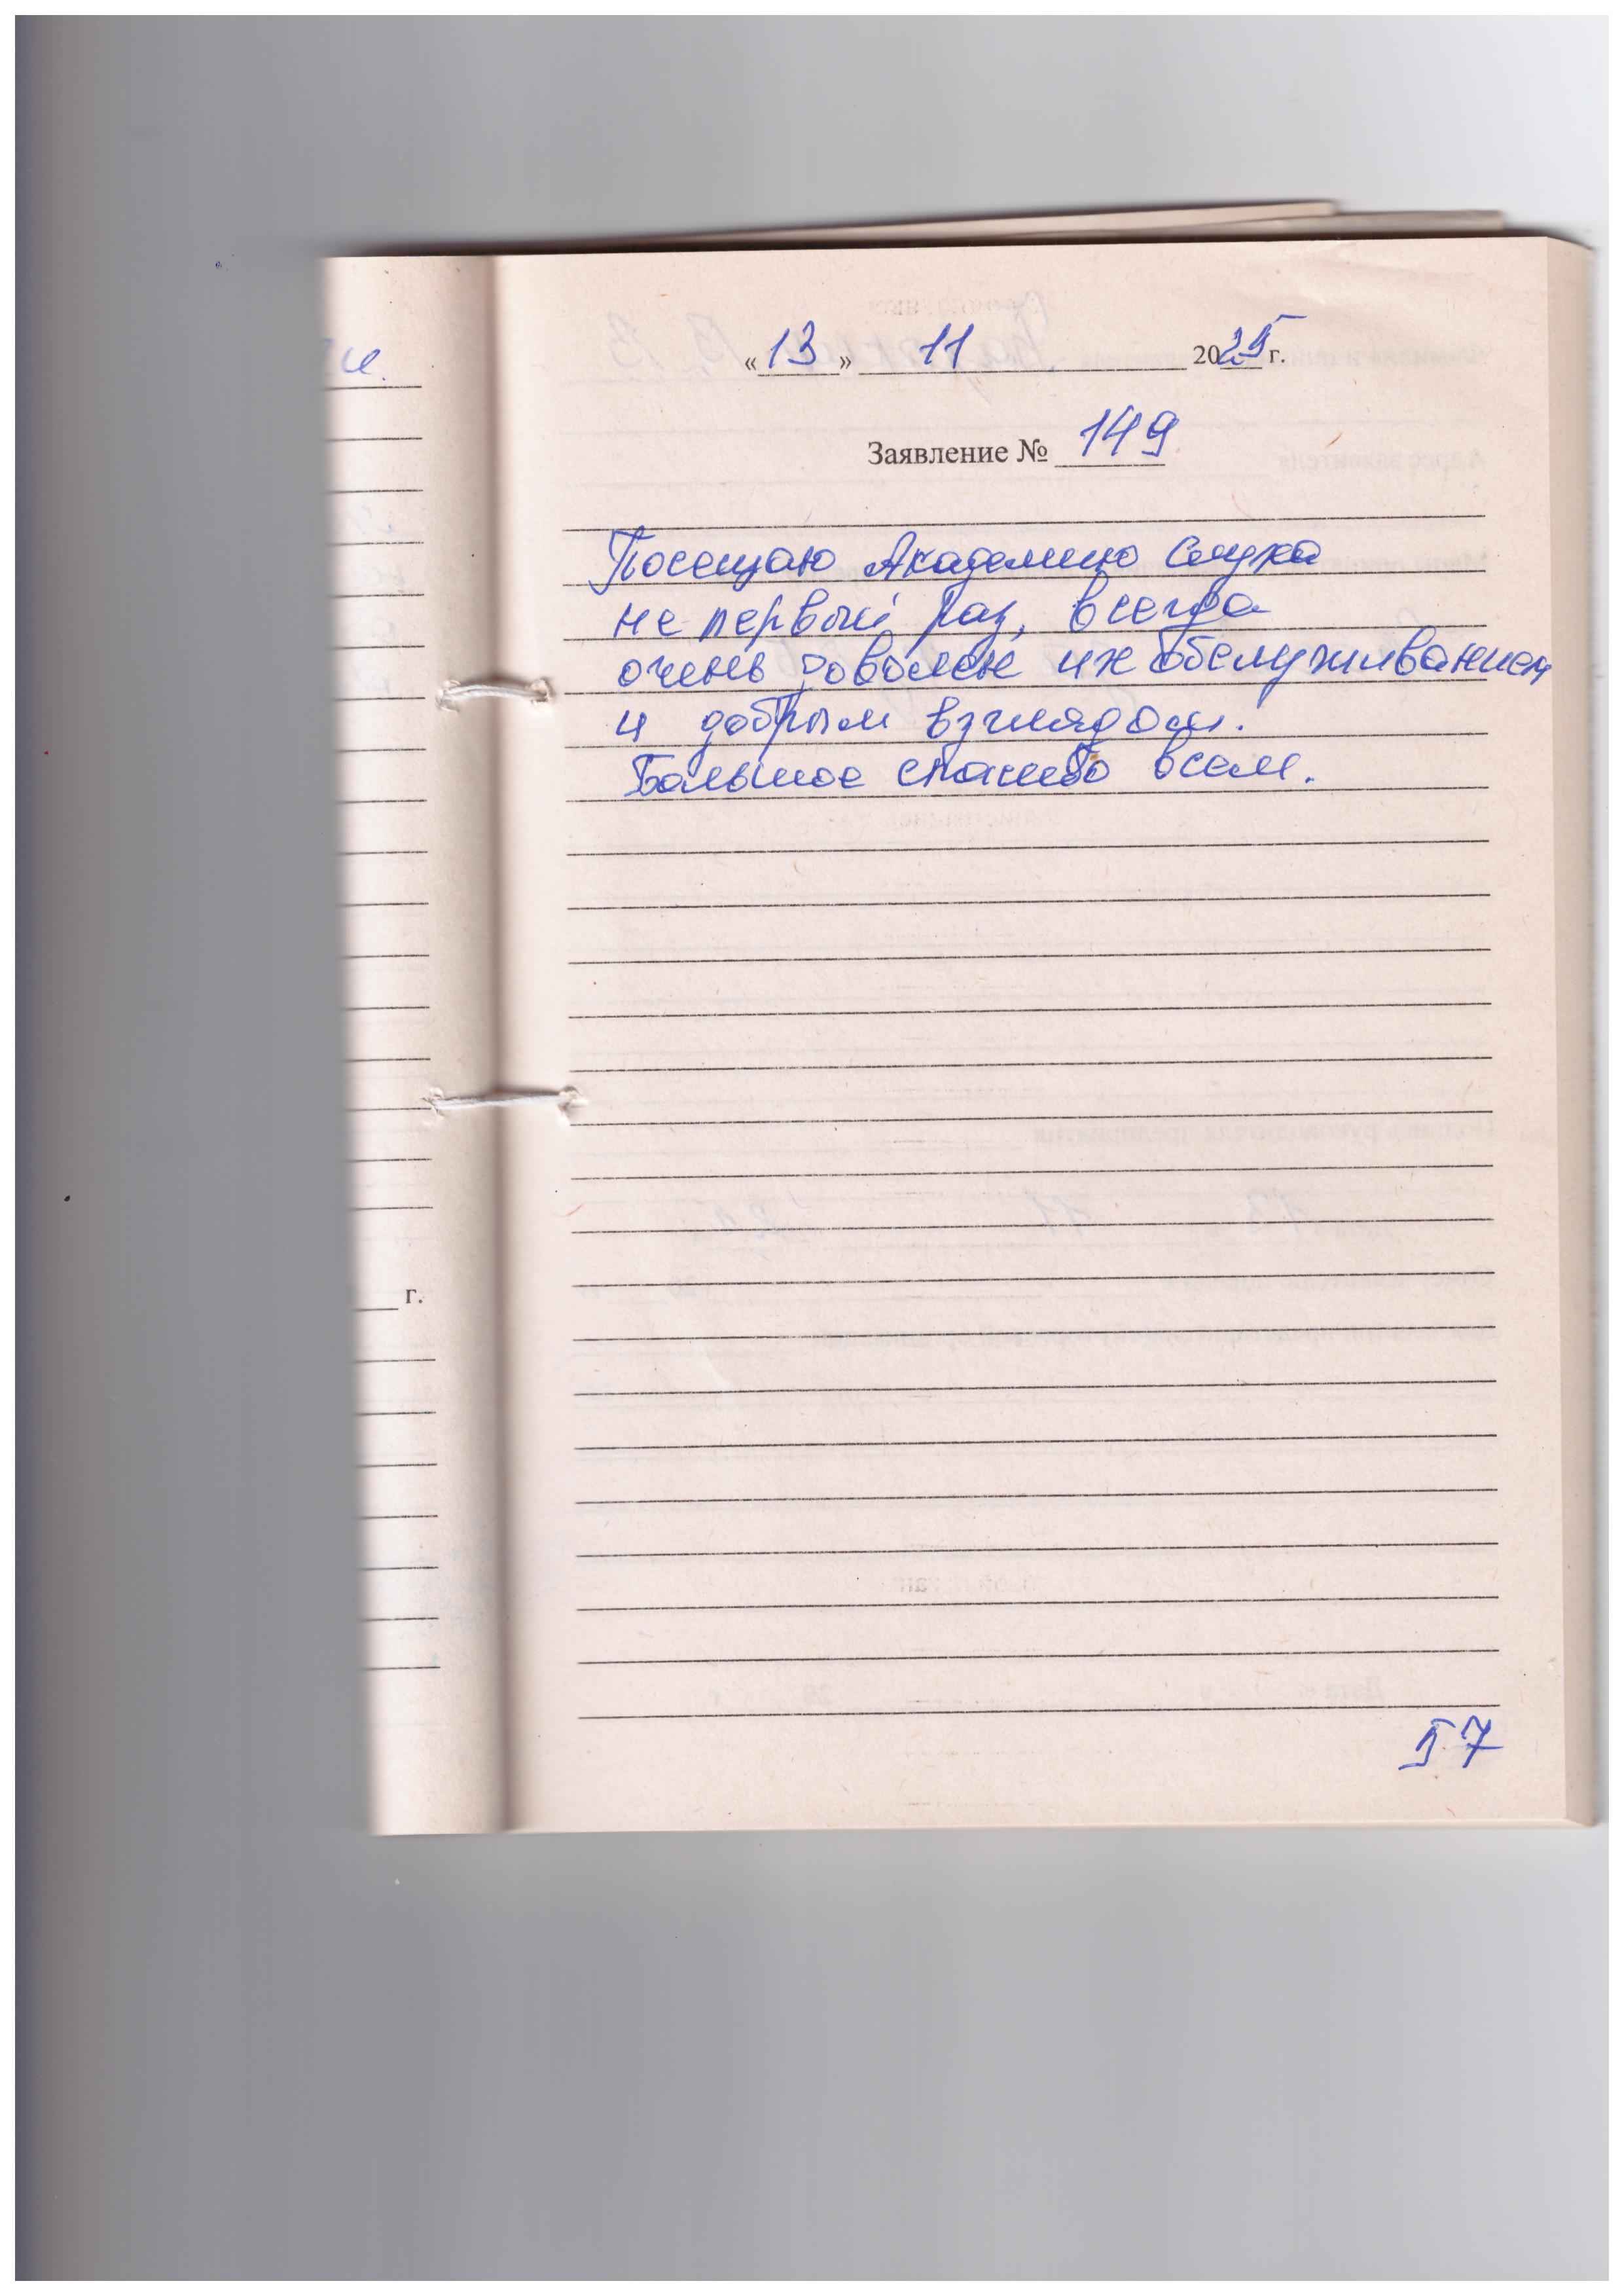 «13» 11 2025 г.
Заявление № 149
Посещаю Академию Слуха
не первый раз, всегда
очень доволен их обслуживанием
и добрым взглядом.
Большое спасибо всем.
г.
57